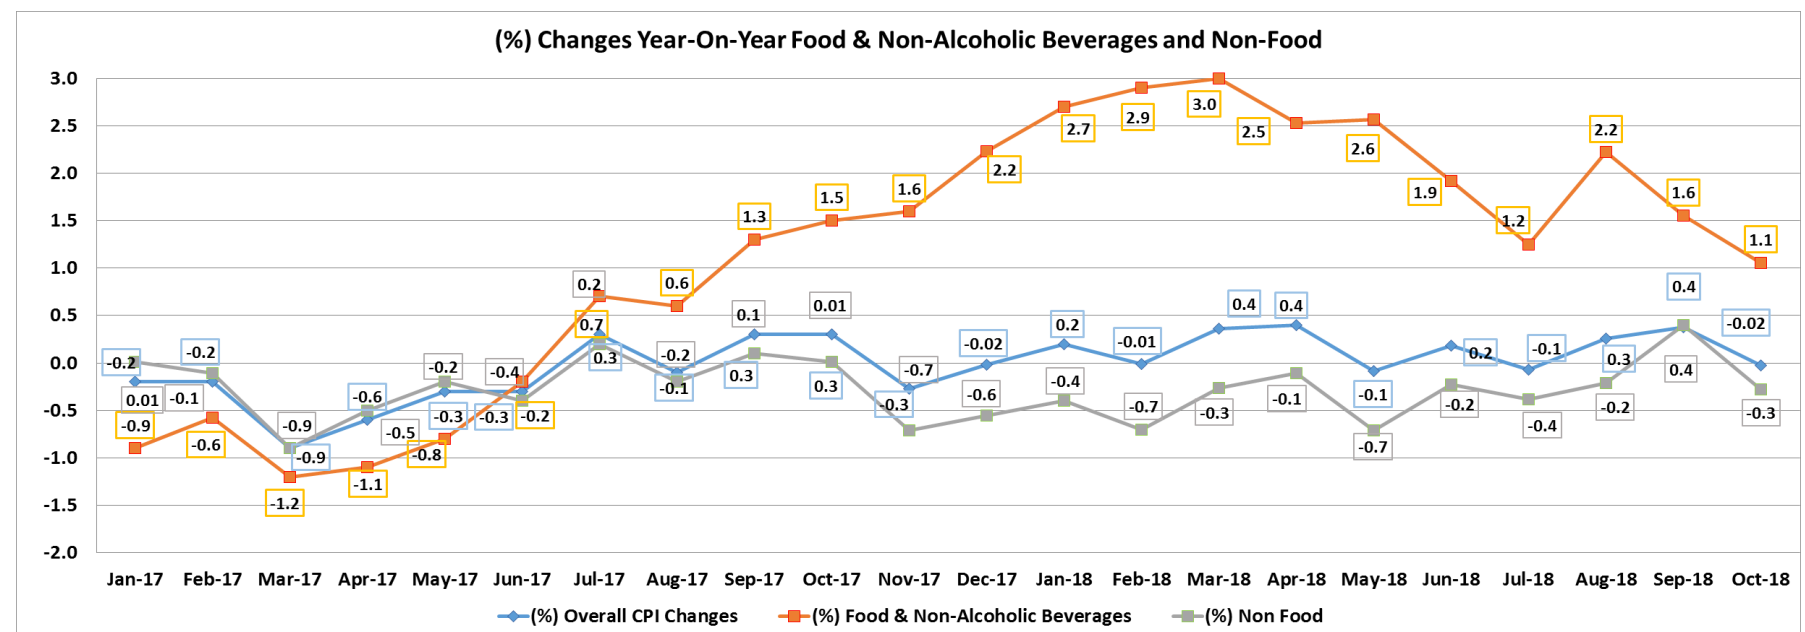 (%) Changes Year-On-Year Food & Non-Alcoholic Beverages and Non-Food
3.0
2.5
2.0
1.5
1.0
0.5
0.0
-0.5
-1.0
-1.5
-2.0
-0.2 -0.2 -0.9 -0.6 -0.3 -0.3 0.3 -0.1 0.3 0.3 -0.3 -0.02 0.2 -0.01 0.4 0.4 -0.1 0.2 -0.1 0.3 0.4 -0.02
-0.9 -0.6 -1.2 -1.1 -0.8 -0.2 0.7 0.6 1.3 1.5 1.6 2.2 2.7 2.9 3.0 2.5 2.6 1.9 1.2 2.2 1.6 1.1
0.01 -0.1 -0.9 -0.5 -0.2 -0.4 0.2 -0.2 0.1 0.01 -0.7 -0.6 -0.4 -0.7 -0.3 -0.1 -0.7 -0.2 -0.4 -0.2 0.4 -0.3
Jan-17 Feb-17 Mar-17 Apr-17 May-17 Jun-17 Jul-17 Aug-17 Sep-17 Oct-17 Nov-17 Dec-17 Jan-18 Feb-18 Mar-18 Apr-18 May-18 Jun-18 Jul-18 Aug-18 Sep-18 Oct-18
(%) Overall CPI Changes (%) Food & Non-Alcoholic Beverages (%) Non Food